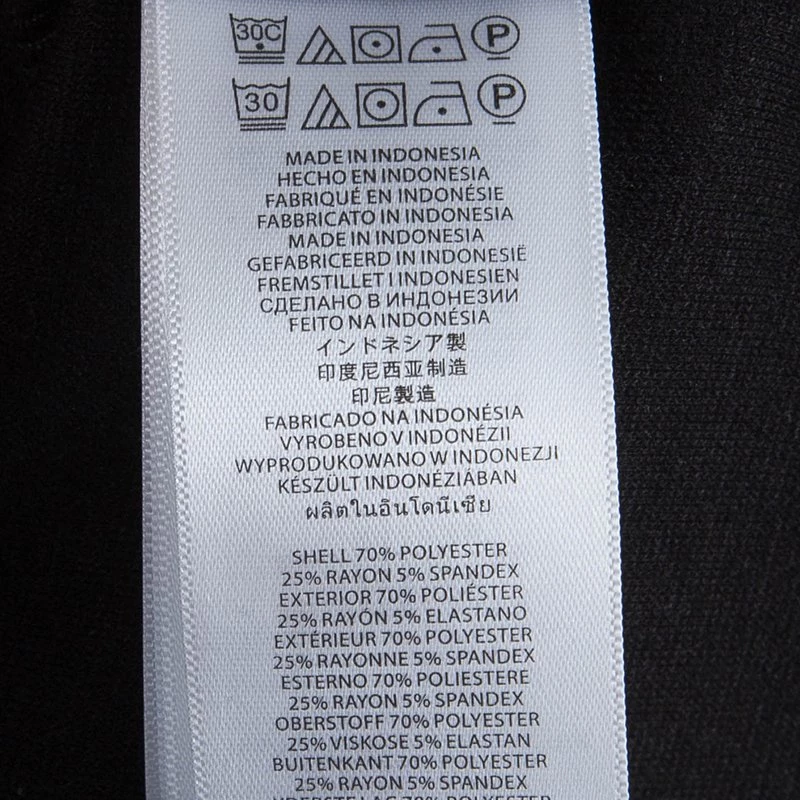 30C P
30 P
MADE IN INDONESIA
HECHO EN INDONESIA
FABRIQUÉ EN INDONÉSIE
FABBRICATO IN INDONESIA
MADE IN INDONESIA
GEFABRICEERD IN INDONESIË
FREMSTILLET I INDONESIEN
СДЕЛАНО В ИНДОНЕЗИИ
FEITO NA INDONÉSIA
インドネシア製
印度尼西亚制造
印尼製造
FABRICADO NA INDONÉSIA
VYROBENO V INDONÉZII
WYPRODUKOWANO W INDONEZJI
KÉSZÜLT INDONÉZIÁBAN
ผลิตในอินโดนีเซีย
SHELL 70% POLYESTER
25% RAYON 5% SPANDEX
EXTERIOR 70% POLIÉSTER
25% RAYÓN 5% ELASTANO
EXTÉRIEUR 70% POLYESTER
25% RAYONNE 5% SPANDEX
ESTERNO 70% POLIESTERE
25% RAYON 5% SPANDEX
OBERSTOFF 70% POLYESTER
25% VISKOSE 5% ELASTAN
BUITENKANT 70% POLYESTER
25% RAYON 5% SPANDEX
70% POLYESTER